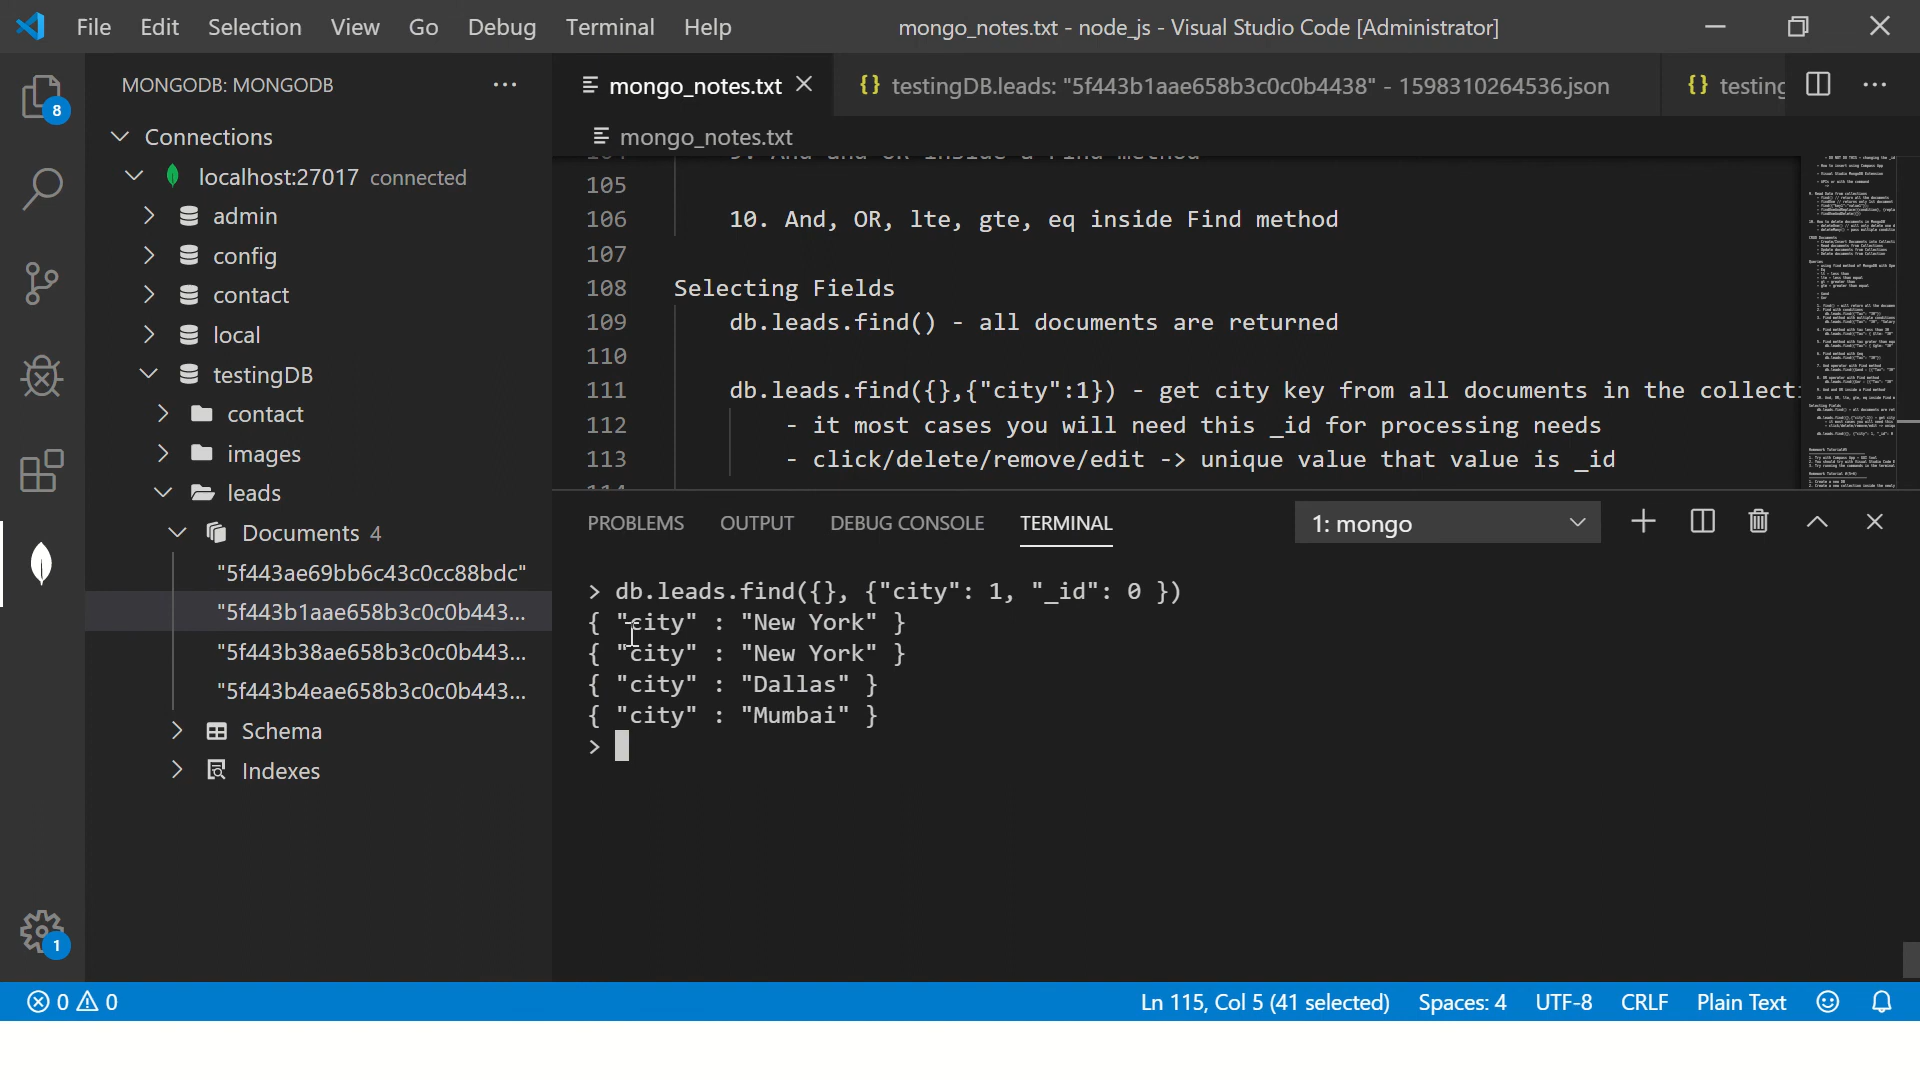 File Edit Selection View Go Debug Terminal Help mongo_notes.txt - node_js - Visual Studio Code [Administrator]
8
1
MONGODB: MONGODB
Connections
localhost:27017 connected
admin
config
contact
local
testingDB
contact
images
leads
Documents 4
"5f443ae69bb6c43c0cc88bdc"
"5f443b1aae658b3c0c0b443...
"5f443b38ae658b3c0c0b443...
"5f443b4eae658b3c0c0b443...
Schema
Indexes
mongo_notes.txt {} testingDB.leads: "5f443b1aae658b3c0c0b4438" - 1598310264536.json {} testing
mongo_notes.txt
105
106 10. And, OR, lte, gte, eq inside Find method
107
108 Selecting Fields
109 db.leads.find() - all documents are returned
110
111 db.leads.find({},{"city":1}) - get city key from all documents in the collecti
112 - it most cases you will need this _id for processing needs
113 - click/delete/remove/edit -> unique value that value is _id
PROBLEMS OUTPUT DEBUG CONSOLE TERMINAL 1: mongo
> db.leads.find({}, {"city": 1, "_id": 0 })
{ "city" : "New York" }
{ "city" : "New York" }
{ "city" : "Dallas" }
{ "city" : "Mumbai" }
>
0 0 Ln 115, Col 5 (41 selected) Spaces: 4 UTF-8 CRLF Plain Text